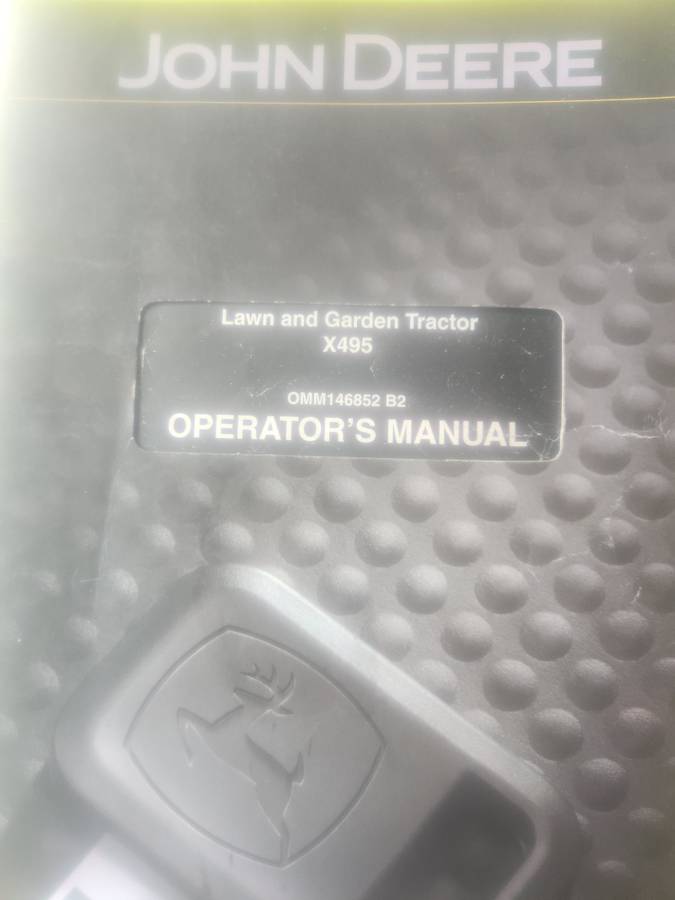 JOHN DEERE
Lawn and Garden Tractor
X495
OMM146852 B2
OPERATOR'S MANUAL